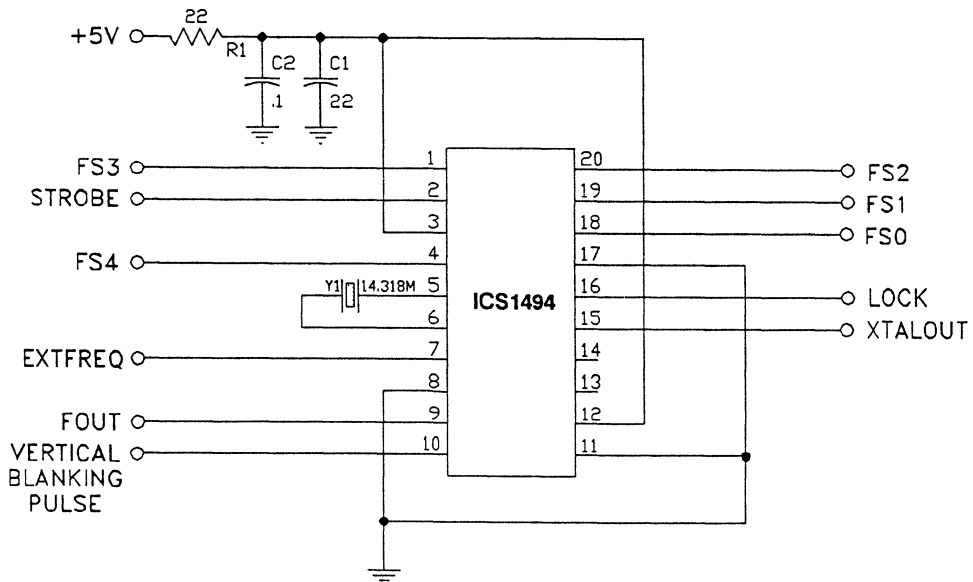 22
+5V
R1
C2
C1
.1
22
FS3
1
20
FS2
STROBE
2
19
FS1
3
18
FS0
FS4
4
17
Y1
14.318M
5
ICS1494
16
LOCK
6
15
XTALOUT
EXTFREQ
7
14
8
13
FOUT
9
12
VERTICAL
BLANKING
PULSE
10
11